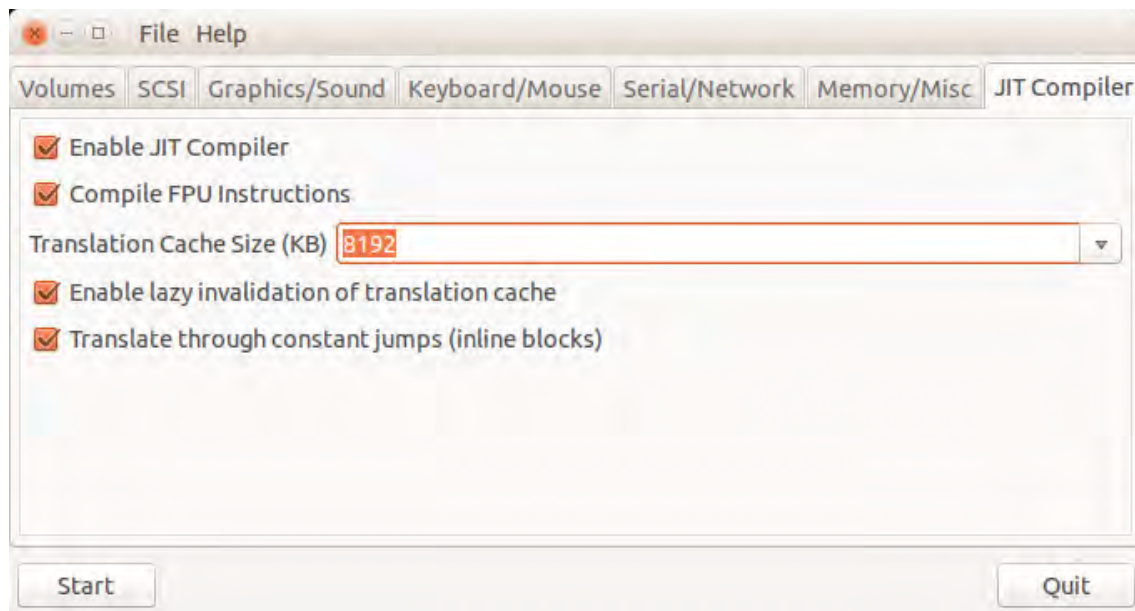 File Help
Volumes SCSI Graphics/Sound Keyboard/Mouse Serial/Network Memory/Misc JIT Compiler
Enable JIT Compiler
Compile FPU Instructions
Translation Cache Size (KB) 8192
Enable lazy invalidation of translation cache
Translate through constant jumps (inline blocks)
Start Quit